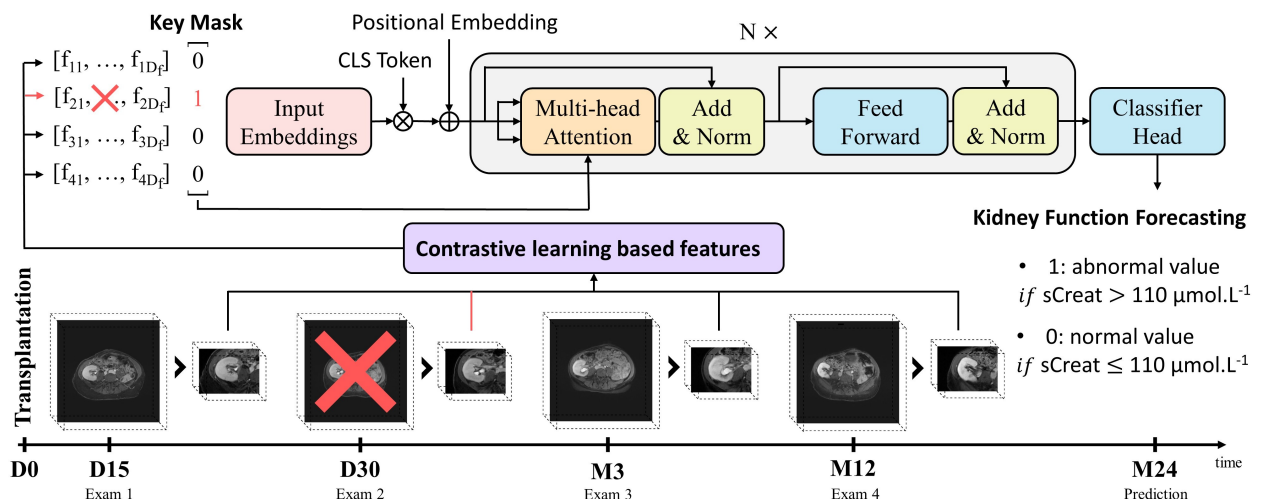 Key Mask
Positional Embedding
N ×
CLS Token
[f11, …, f1Df] 0
[f21, …, f2Df] 1
[f31, …, f3Df] 0
[f41, …, f4Df] 0
Input
Embeddings
Multi-head
Attention
Add
& Norm
Feed
Forward
Add
& Norm
Classifier
Head
Kidney Function Forecasting
• 1: abnormal value
if sCreat > 110 μmol.L-1
• 0: normal value
if sCreat ≤ 110 μmol.L-1
Contrastive learning based features
Transplantation
D0
D15
D30
M3
M12
M24
time
Exam 1
Exam 2
Exam 3
Exam 4
Prediction